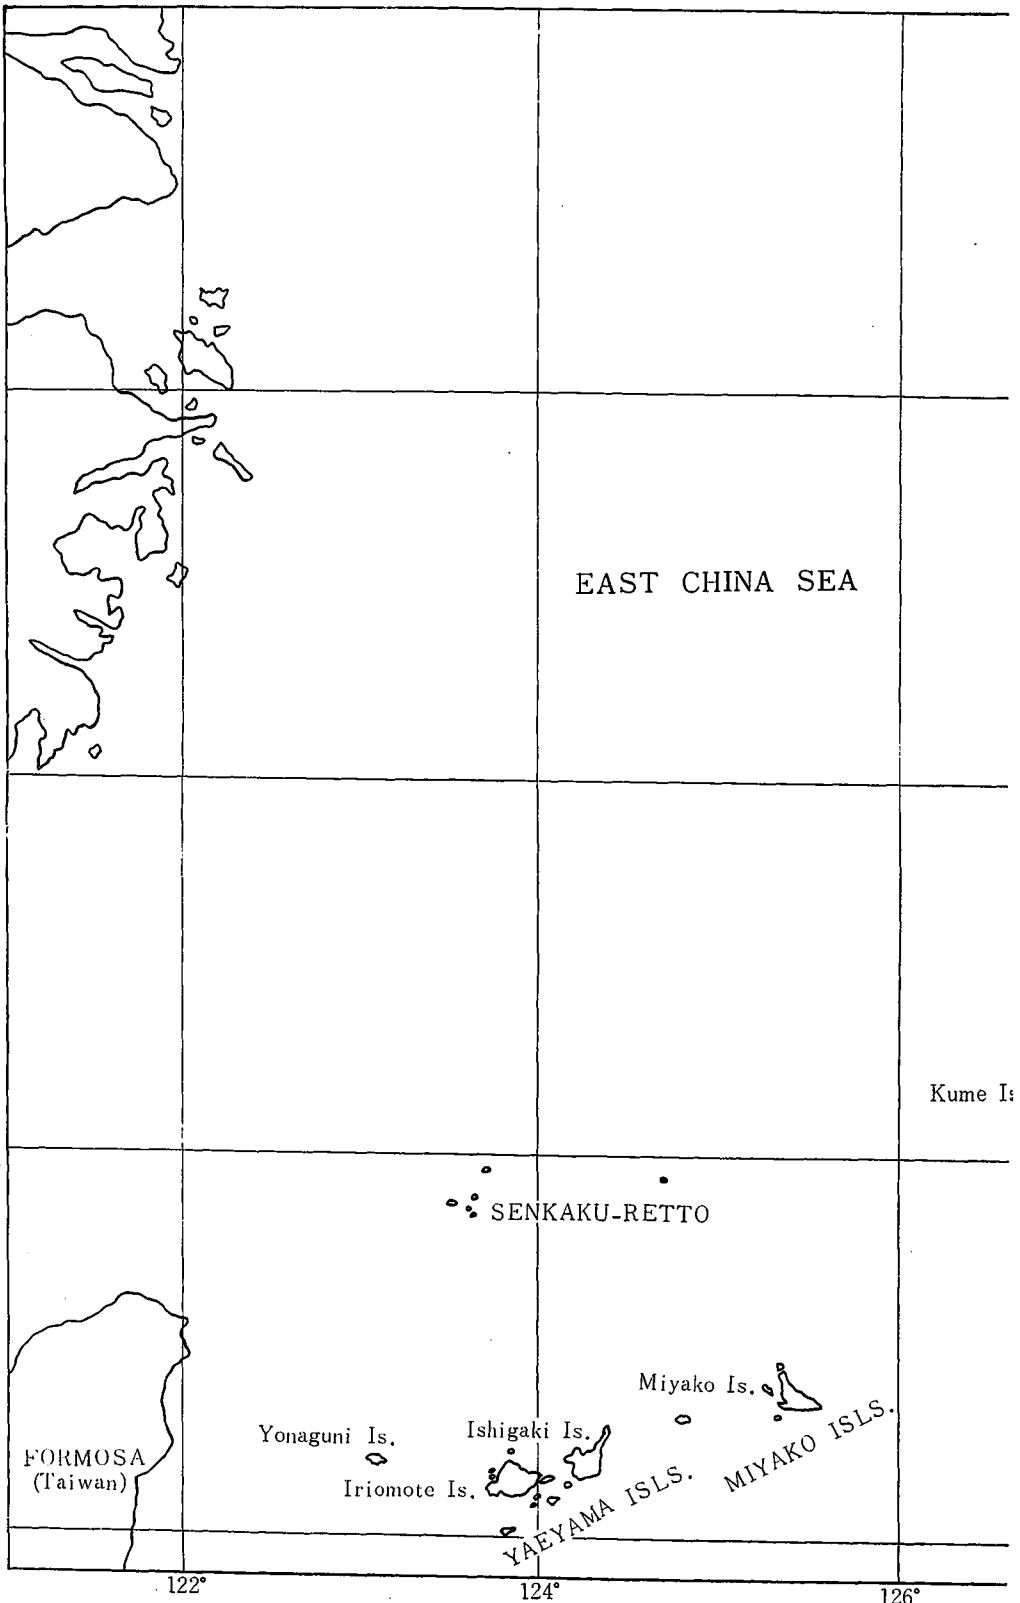 EAST CHINA SEA
Kume Is
SENKAKU-RETTO
Miyako Is.
MIYAKO ISLS.
Yonaguni Is.
Ishigaki Is.
FORMOSA
(Taiwan)
Iriomote Is.
YAEYAMA ISLS.
122°
124°
126°